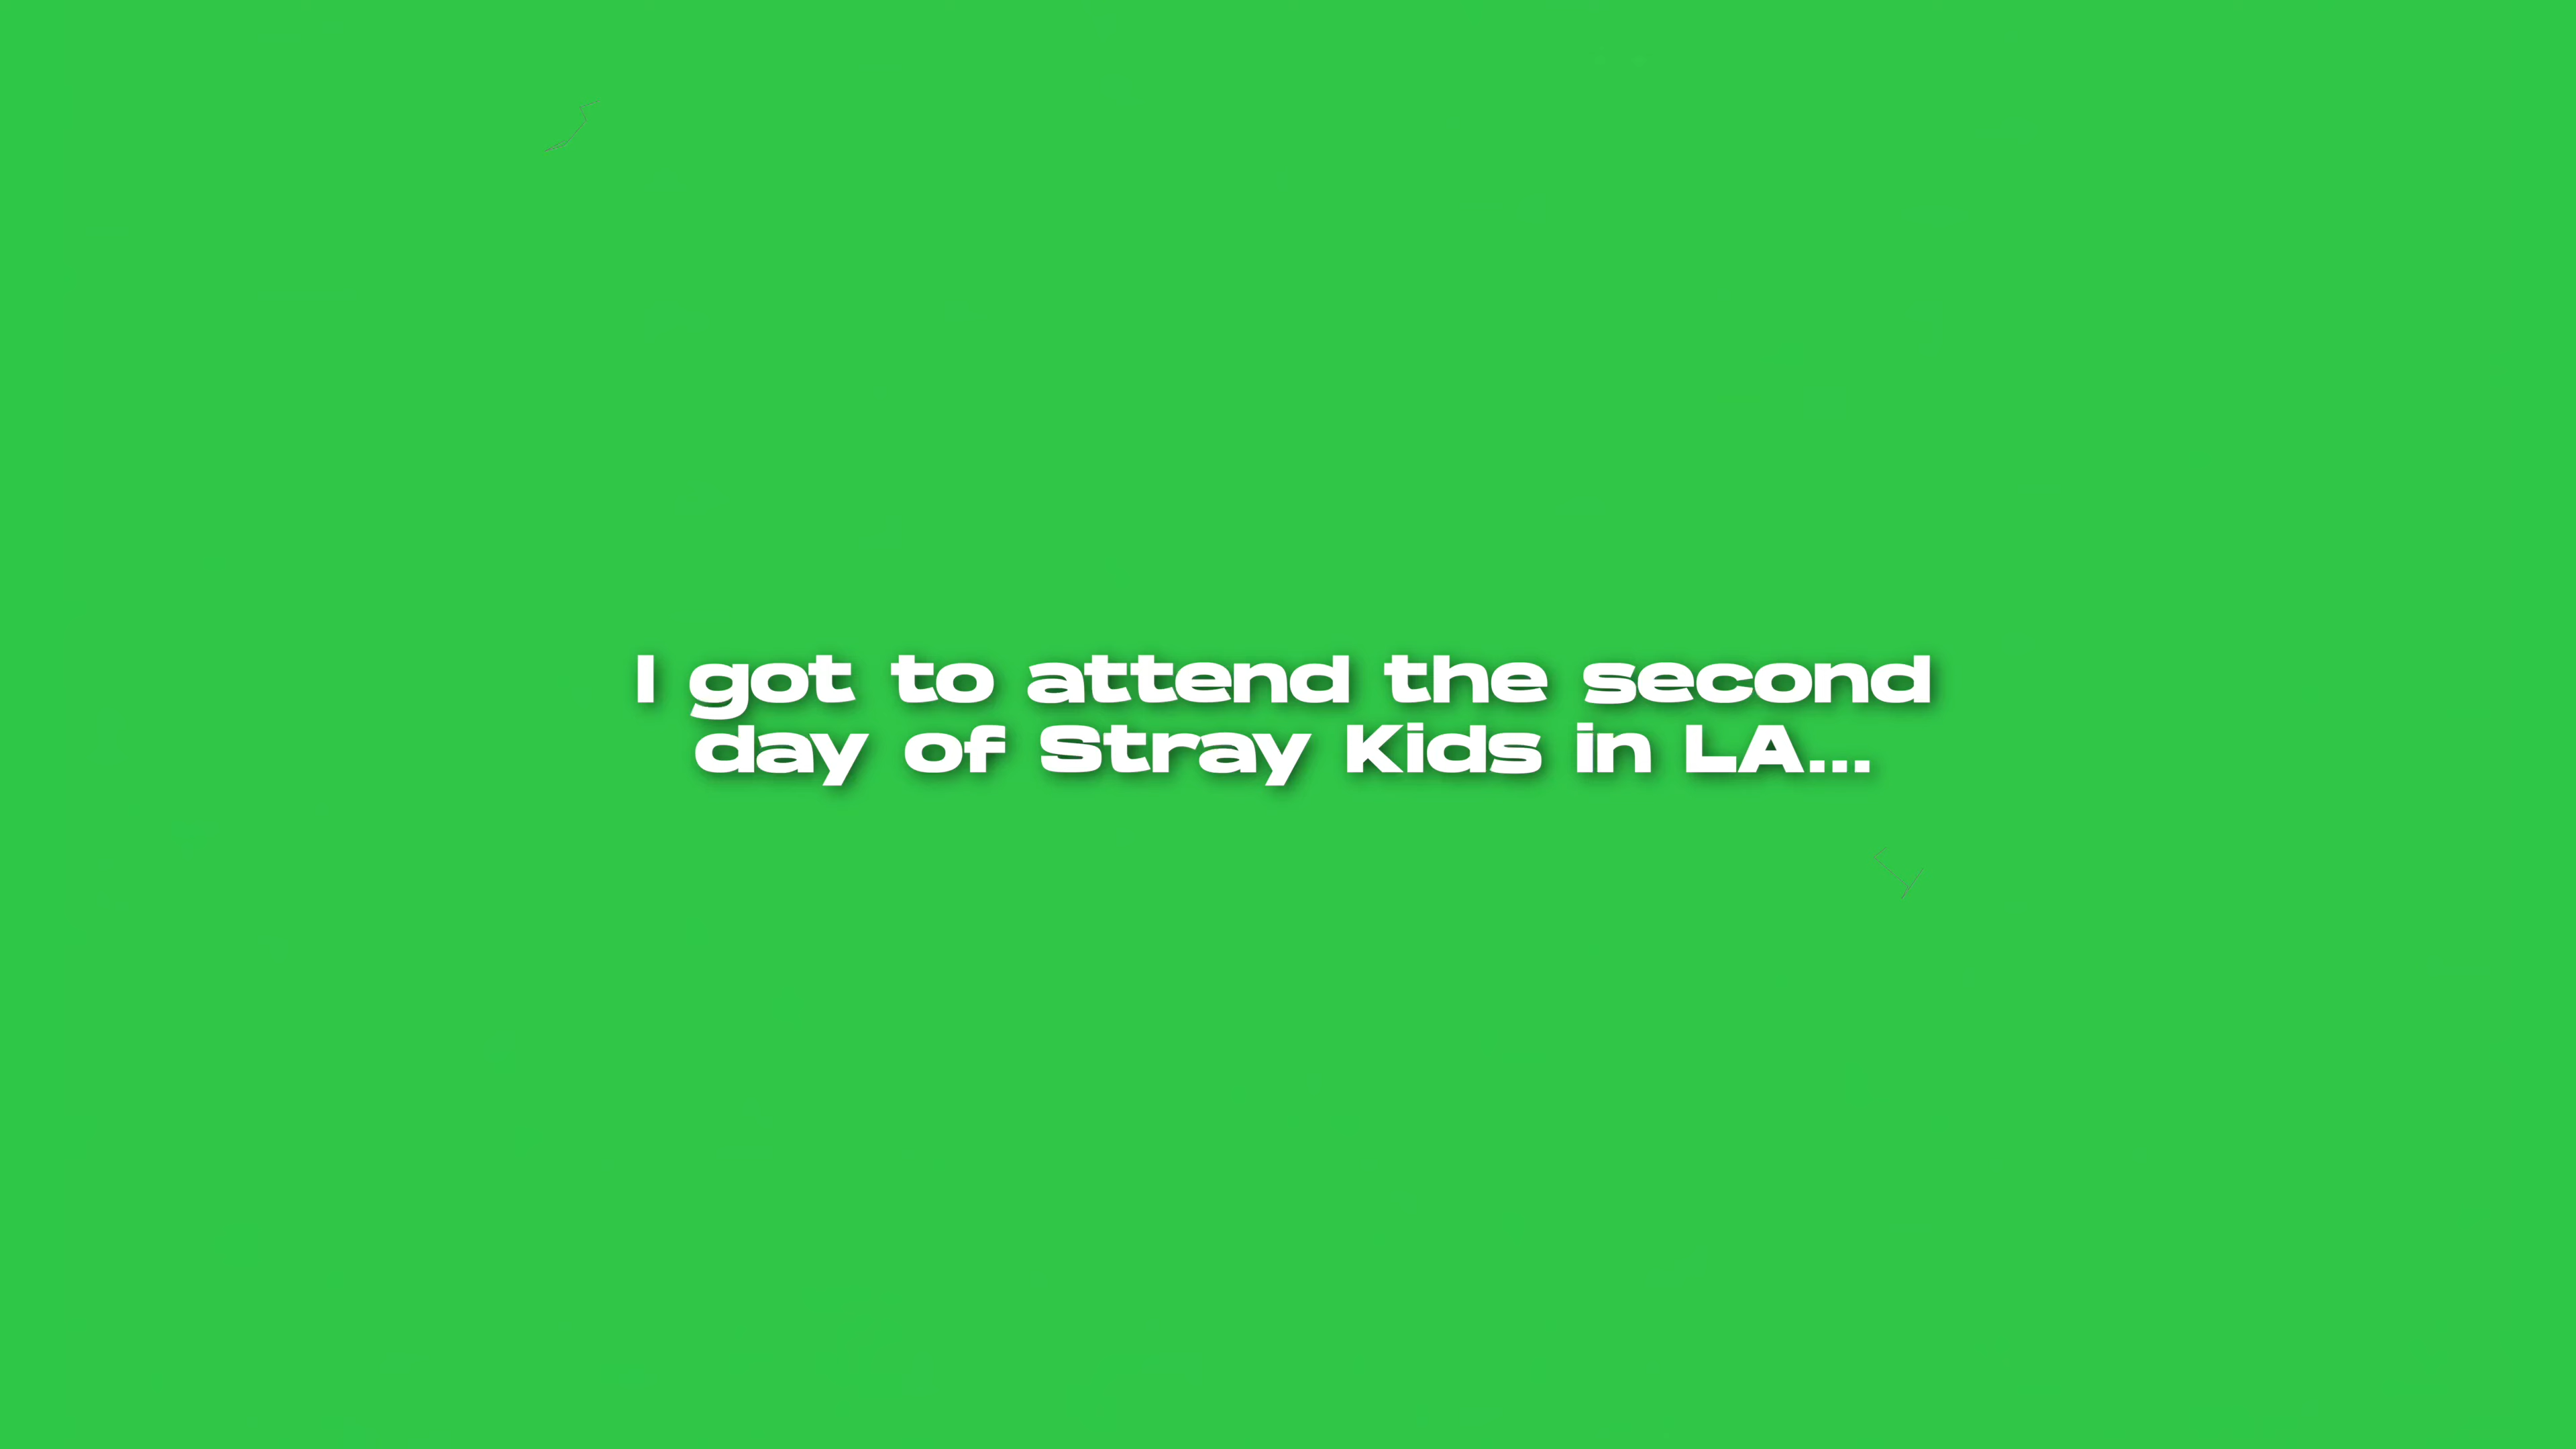 I got to attend the second
day of Stray Kids in LA...